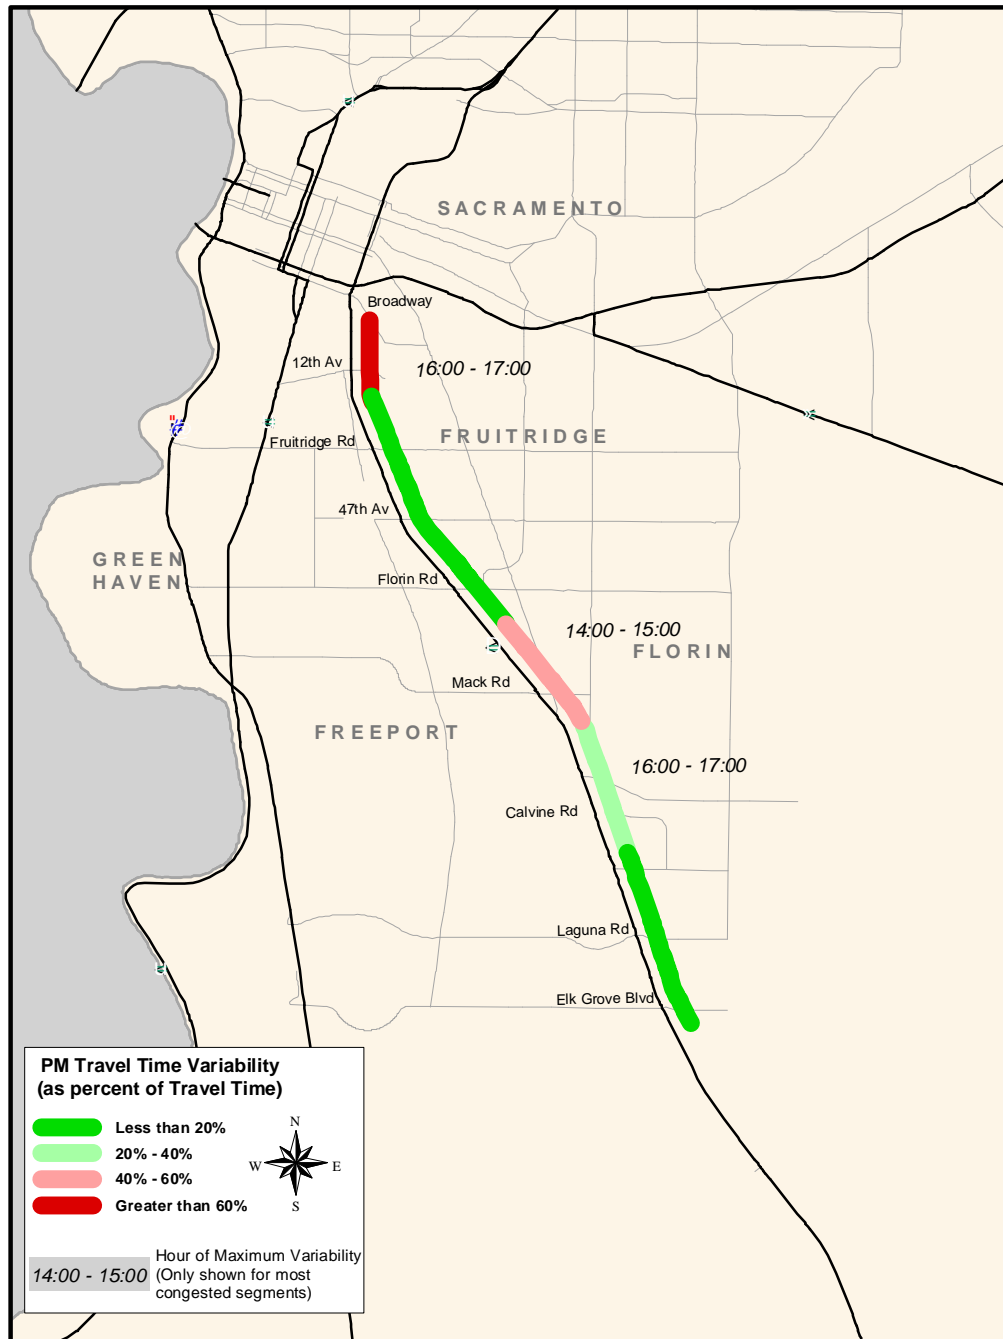 SACRAMENTO
Broadway
12th Av
16:00 - 17:00
Fruitridge Rd
FRUITRIDGE
47th Av
GREEN
HAVEN
Florin Rd
14:00 - 15:00
FLORIN
Mack Rd
FREEPORT
16:00 - 17:00
Calvine Rd
Laguna Rd
Elk Grove Blvd
PM Travel Time Variability
(as percent of Travel Time)
Less than 20%
20% - 40%
40% - 60%
Greater than 60%
N
W
E
S
14:00 - 15:00
Hour of Maximum Variability
(Only shown for most
congested segments)